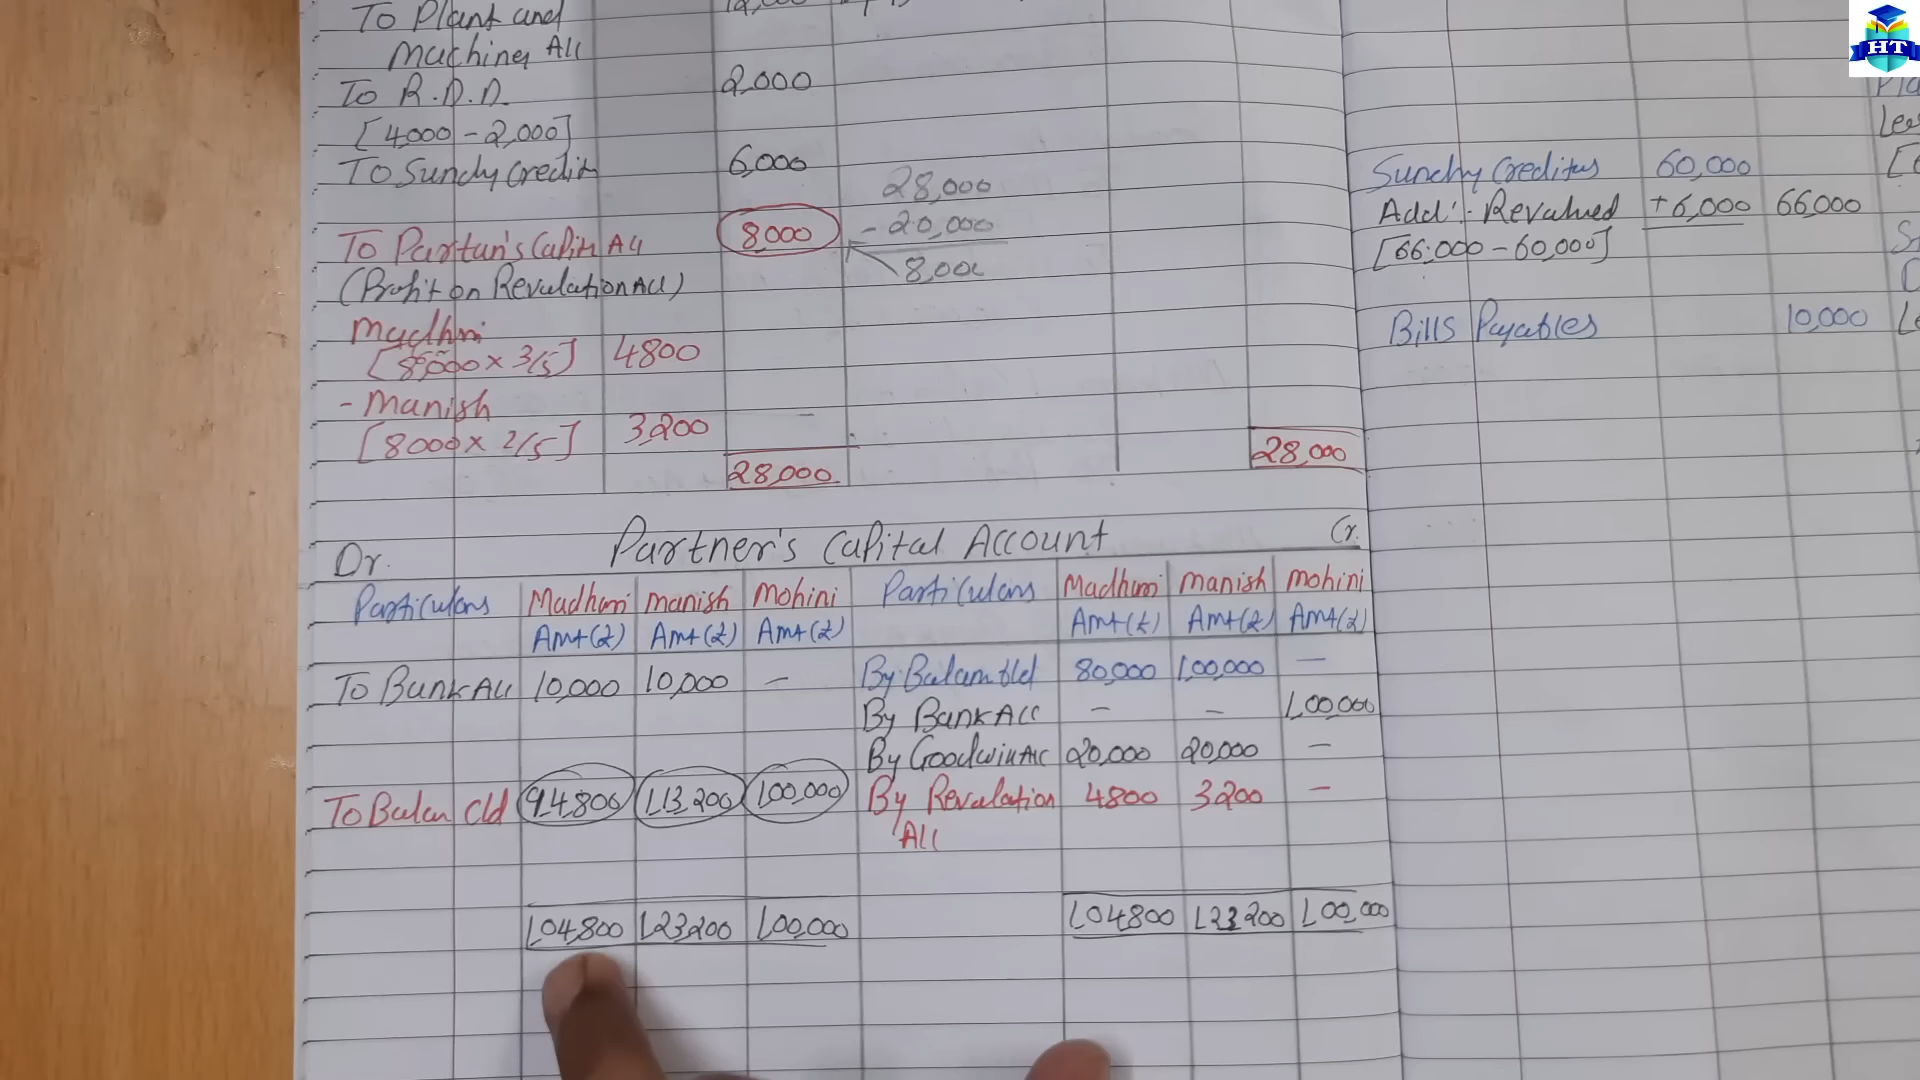 To Plant and
Machinery A/c
To R.D.D. 2,000
[4,000 - 2,000]
To Sundry Credit 6,000
28,000
- 20,000
8,000
To Partner's Capital A/c 8,000
(Profit on Revaluation A/c)
Madhuri
[8,000 × 3/5] 4800
- Manish
[8000 × 2/5] 3200 -
28,000 28,000
Partner's Capital Account
Dr. Cr.
Particulars Madhuri Manish Mohini Particulars Madhuri Manish Mohini
Amt (₹) Amt (₹) Amt (₹) Amt (₹) Amt (₹) Amt (₹)
To Bank A/c 10,000 10,000 - By Balance b/d 80,000 1,00,000 -
By Bank A/c - - 1,00,000
By Goodwill A/c 20,000 20,000 -
To Balan c/d 94,800 1,13,200 100,000 By Revaluation 4800 3200 -
A/c
1,04,800 1,23,200 1,00,000 1,04,800 1,23,200 1,00,000
Sundry Creditors 60,000
Add:- Revalued +6,000 66,000
[66,000 - 60,000]
Bills Payables 10,000
Les
HT